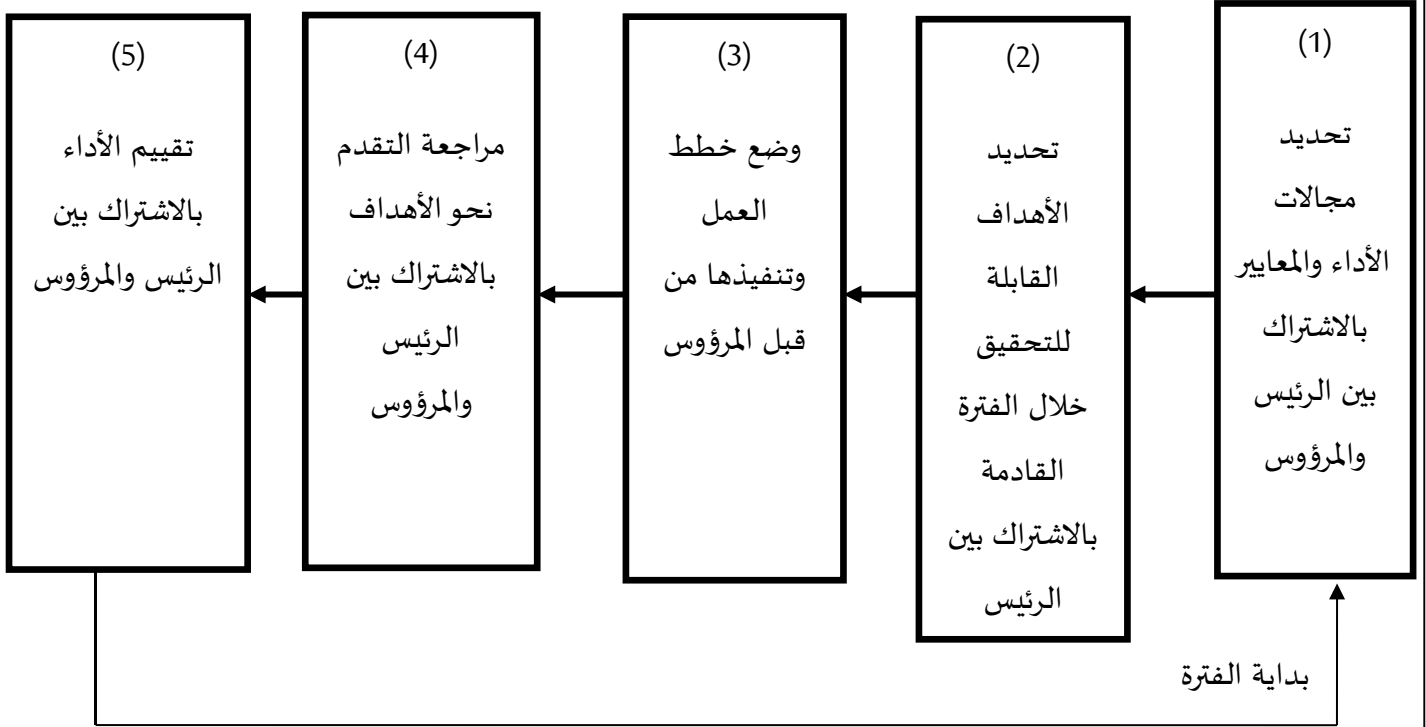 (1)
تحديد
مجالات
الأداء والمعايير
بالاشتراك
بين الرئيس
والمرؤوس
(2)
تحديد
الأهداف
القابلة
للتحقيق
خلال الفترة
القادمة
بالاشتراك بين
الرئيس
(3)
وضع خطط
العمل
وتنفيذها من
قبل المرؤوس
(4)
مراجعة التقدم
نحو الأهداف
بالاشتراك بين
الرئيس
والمرؤوس
(5)
تقييم الأداء
بالاشتراك بين
الرئيس والمرؤوس
بداية الفترة